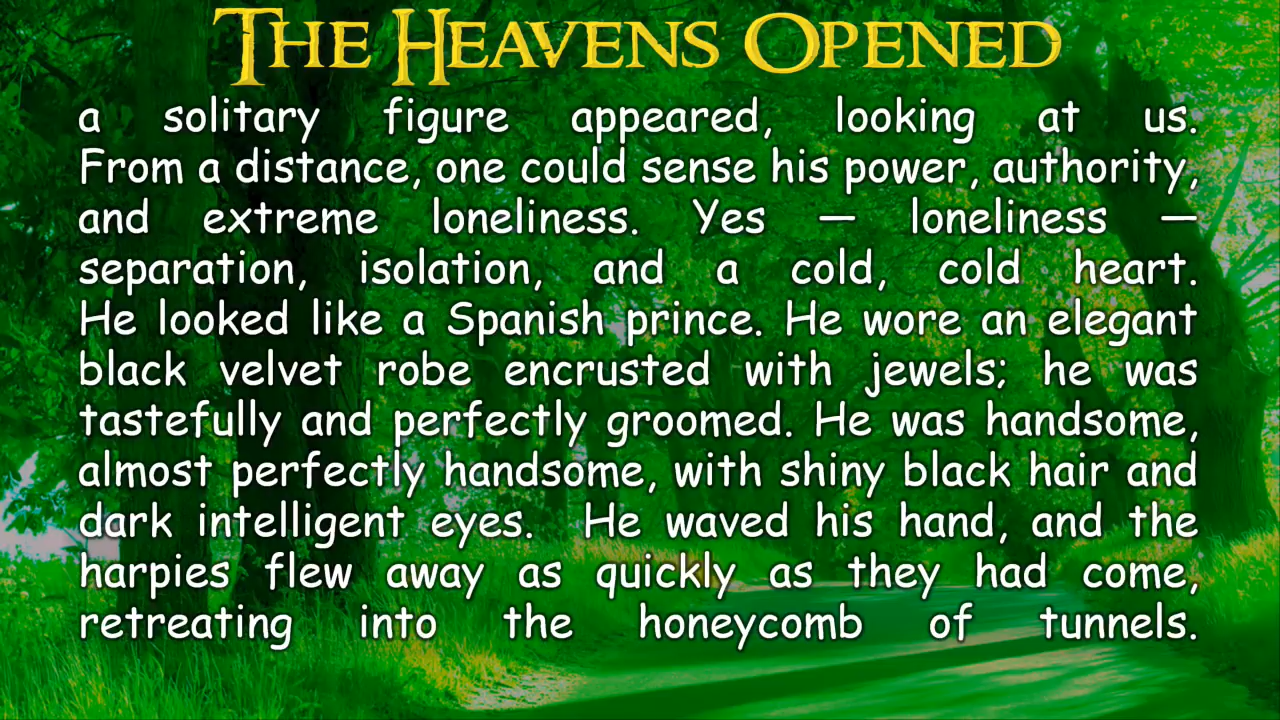 THE HEAVENS OPENED
a solitary figure appeared, looking at us.
From a distance, one could sense his power, authority,
and extreme loneliness. Yes — loneliness —
separation, isolation, and a cold, cold heart.
He looked like a Spanish prince. He wore an elegant
black velvet robe encrusted with jewels; he was
tastefully and perfectly groomed. He was handsome,
almost perfectly handsome, with shiny black hair and
dark intelligent eyes. He waved his hand, and the
harpies flew away as quickly as they had come,
retreating into the honeycomb of tunnels.